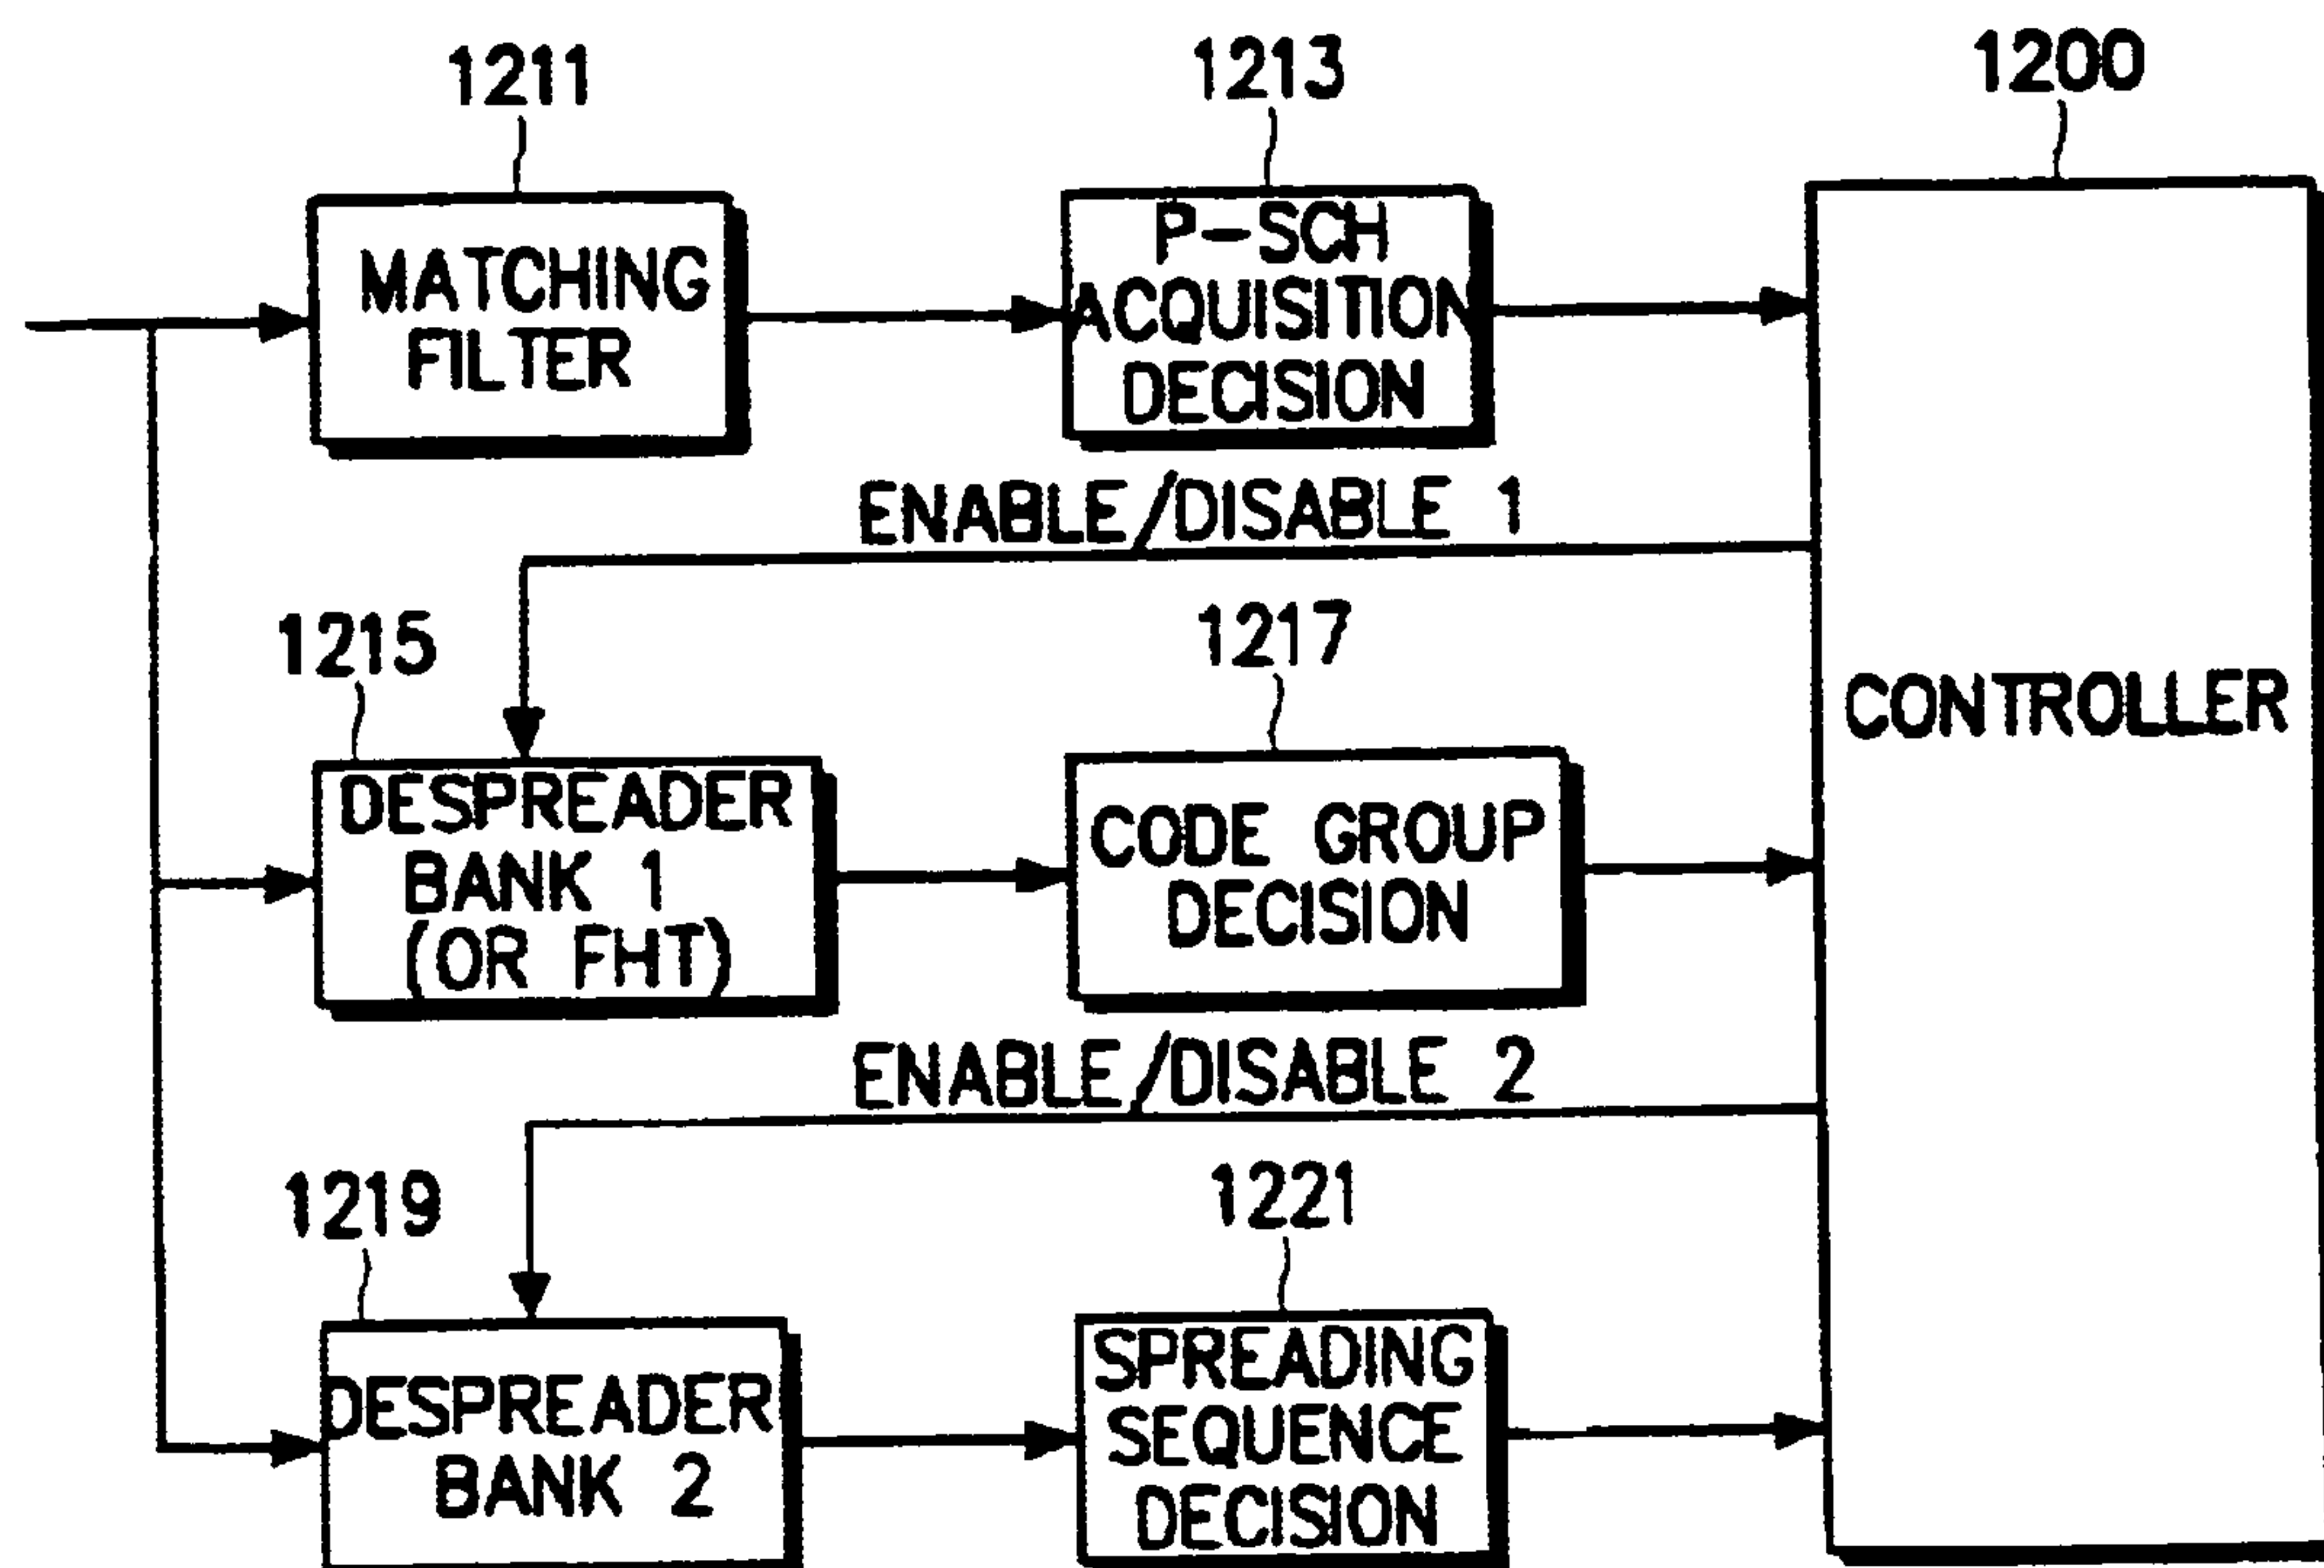 1211
1213
1200
MATCHING
FILTER
P-SCH
ACQUISITION
DECISION
ENABLE/DISABLE 1
1215
1217
CONTROLLER
DESPREADER
BANK 1
(OR FHT)
CODE GROUP
DECISION
ENABLE/DISABLE 2
1219
1221
DESPREADER
BANK 2
SPREADING
SEQUENCE
DECISION